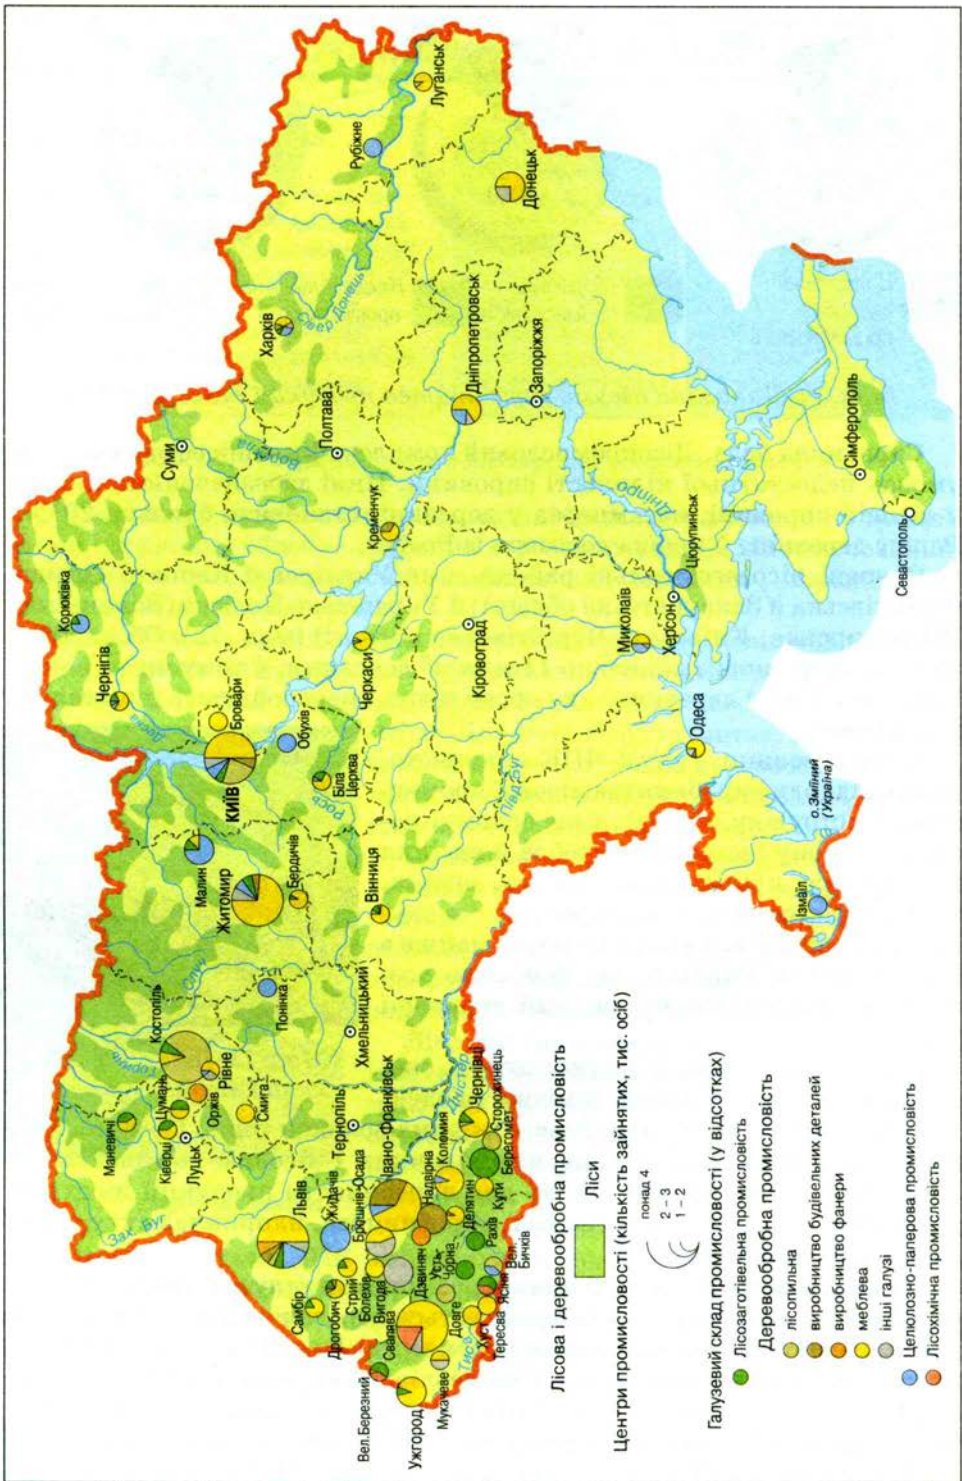 Лісова і деревообробна промисловість
Ліси
Центри промисловості (кількість зайнятих, тис. осіб)
понад 4
2 – 3
1 – 2
Галузевий склад промисловості (у відсотках)
Лісозаготівельна промисловість
Деревообробна промисловість
лісопильна
виробництво будівельних деталей
виробництво фанери
меблева
інші галузі
Целюлозно-паперова промисловість
Лісохімічна промисловість
Маневичі
Ківерці
Цумань
Луцьк
Оржів
Рівне
Костопіль
Смига
Горинь
Случ
Понінка
Малин
Житомир
Бердичів
КИЇВ
Бровари
Обухів
Біла
Церква
Рось
Чернігів
Десна
Корюківка
Суми
Ворскла
Полтава
Харків
Сівер. Донець
Рубіжне
Луганськ
Донецьк
Дніпропетровськ
Запоріжжя
Кременчук
Черкаси
Кіровоград
Вінниця
Хмельницький
Тернопіль
Зах. Буг
Львів
Самбір
Дрогобич
Стрий
Болехів
Вигода
Жидачів
Брошнів-Осада
Івано-Франківськ
Надвірна
Коломия
Дністер
Чернівці
Сторожинець
Берегомет
Кути
Делятин
Рахів
Вел.
Бичків
Ясіня
Усть-
Чорна
Дзвиняч
Свалява
Довге
Хуст
Тересва
Тиса
Вел.Березний
Ужгород
Мукачеве
Півд.Буг
Миколаїв
Херсон
Цюрупинськ
Дніпро
Одеса
о.Зміїний
(Україна)
Ізмаїл
Сімферополь
Севастополь